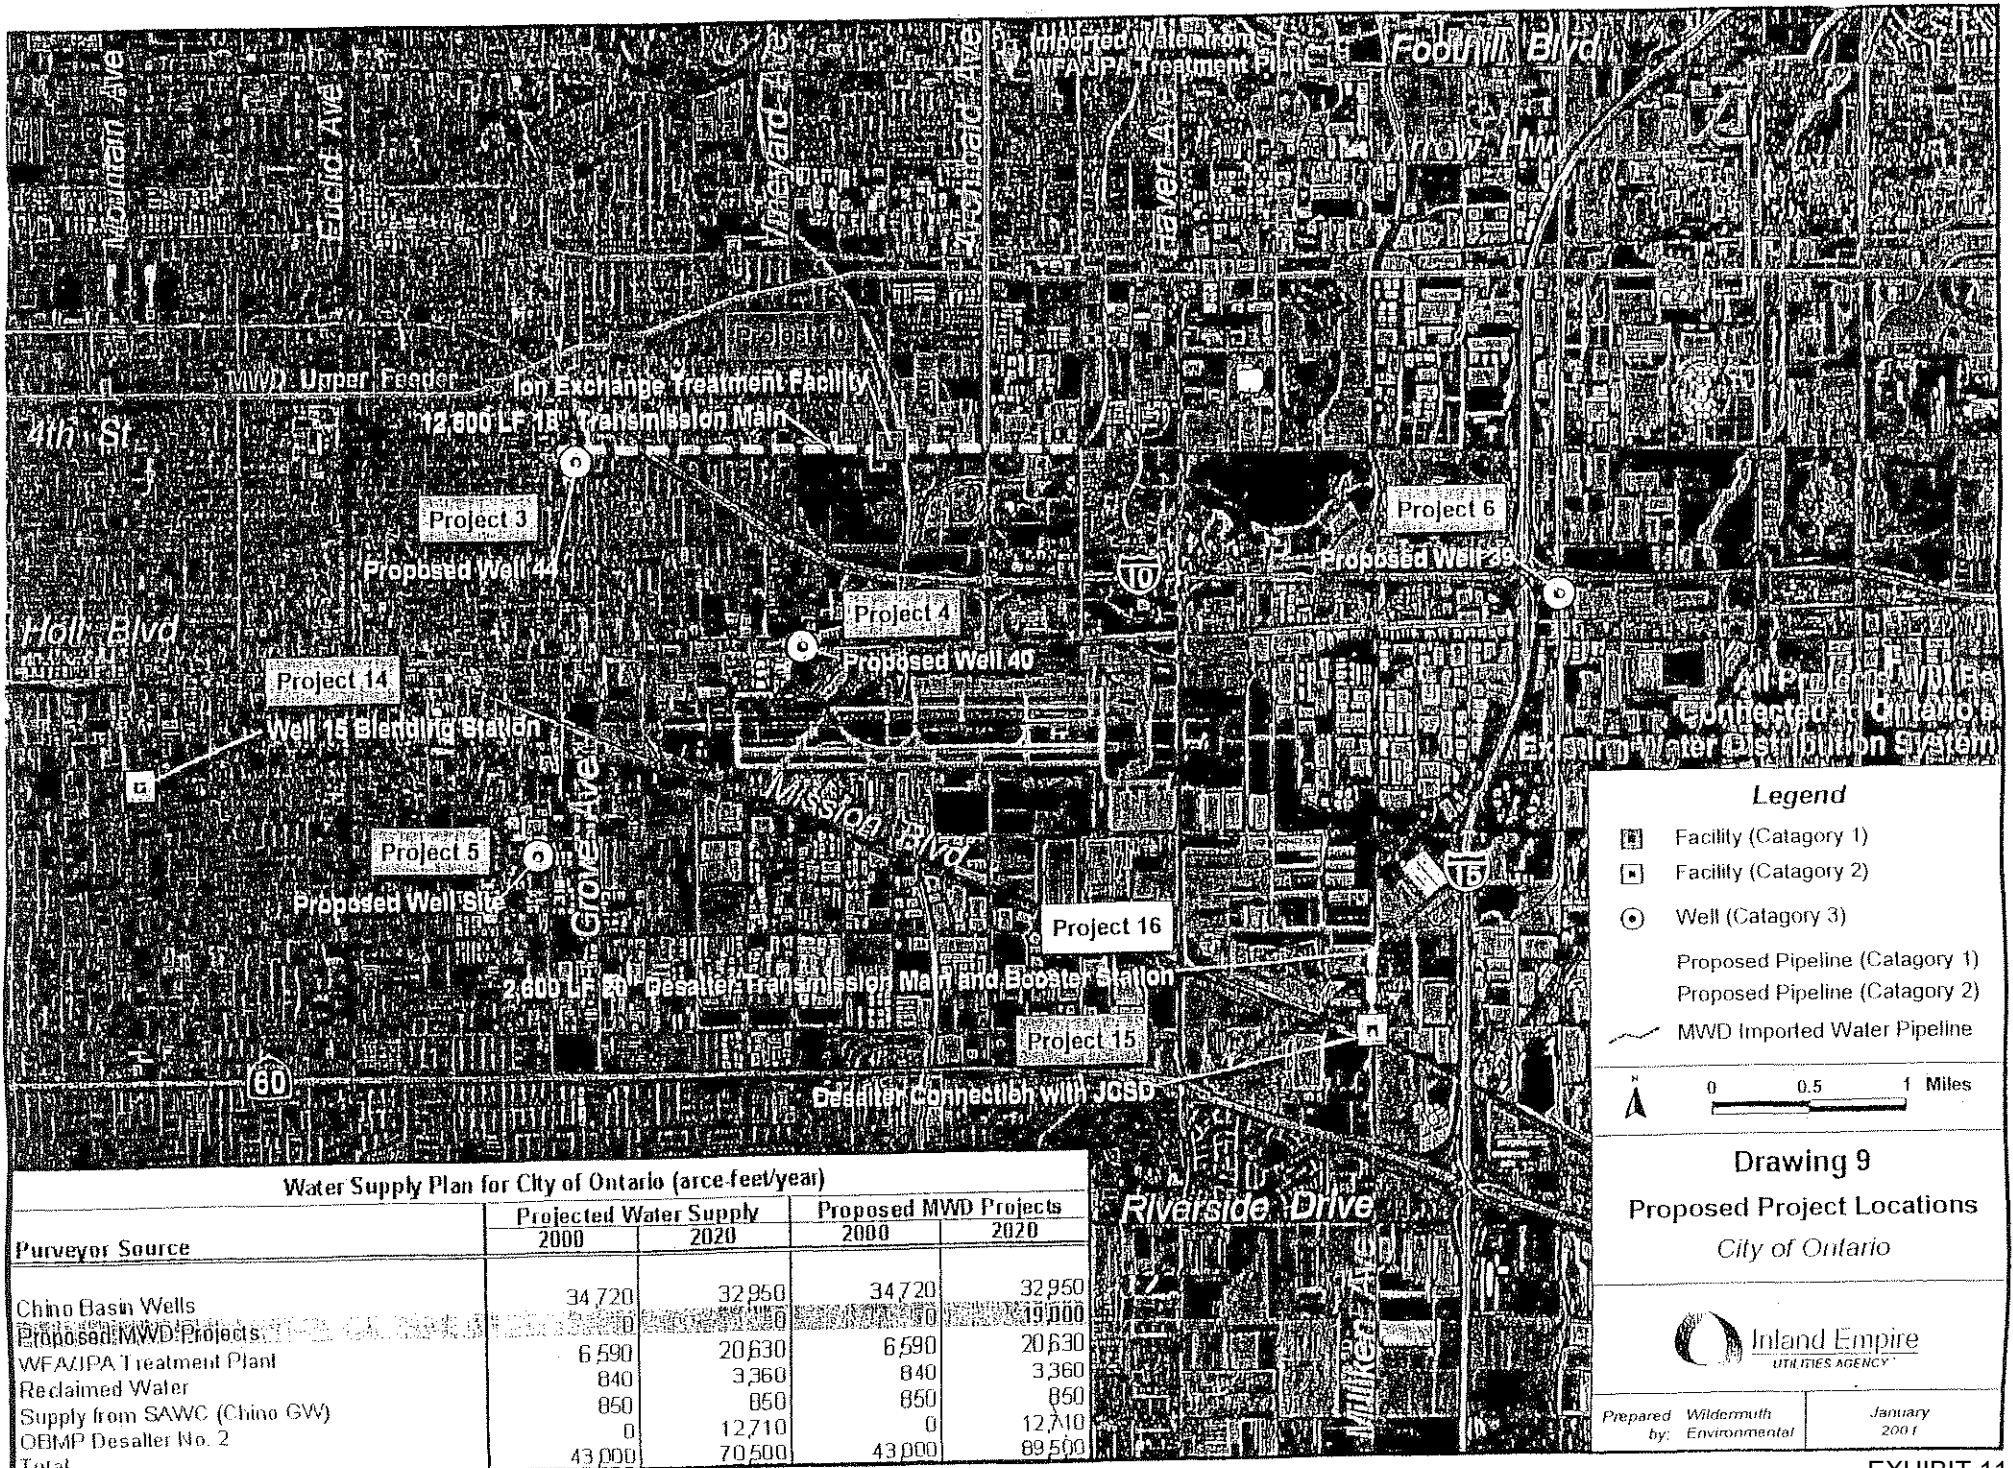 Imported Water from
WFA/JPA Treatment Plant
Foothill Blvd
Mountain Ave
Euclid Ave
Vineyard Ave
Archibald Ave
Haven Ave
Arrow Hw
MWD Upper Feeder
Ion Exchange Treatment Facility
12,600 LF 18" Transmission Main
4th St
Project 3
Proposed Well 44
Project 6
Proposed Well 39
10
Project 4
Proposed Well 40
Holt Blvd
Project 14
Well 15 Blending Station
All Projects Will Be
Connected to Ontario's
Existing Water Distribution System
Mission Blvd
Grove Ave
Project 5
Proposed Well Site
15
Project 16
2,600 LF 20" Desalter Transmission Main and Booster Station
Project 15
Desalter Connection with JCSD
60
Riverside Drive
Milliken Ave
Legend
Facility (Catagory 1)
Facility (Catagory 2)
Well (Catagory 3)
Proposed Pipeline (Catagory 1)
Proposed Pipeline (Catagory 2)
MWD Imported Water Pipeline
N
0 0.5 1 Miles
Drawing 9
Proposed Project Locations
City of Ontario
Inland Empire
UTILITIES AGENCY
Prepared by: Wildermuth Environmental
January 2001
Water Supply Plan for City of Ontario (arce-feet/year)
Projected Water Supply Proposed MWD Projects
Purveyor Source 2000 2020 2000 2020
Chino Basin Wells 34,720 32,950 34,720 32,950
Proposed MWD Projects 0 0 0 19,000
WFA/JPA Treatment Plant 6,590 20,630 6,590 20,630
Reclaimed Water 840 3,360 840 3,360
Supply from SAWC (Chino GW) 850 850 850 850
OBMP Desalter No. 2 0 12,710 0 12,710
Total 43,000 70,500 43,000 89,500
EXHIBIT 11